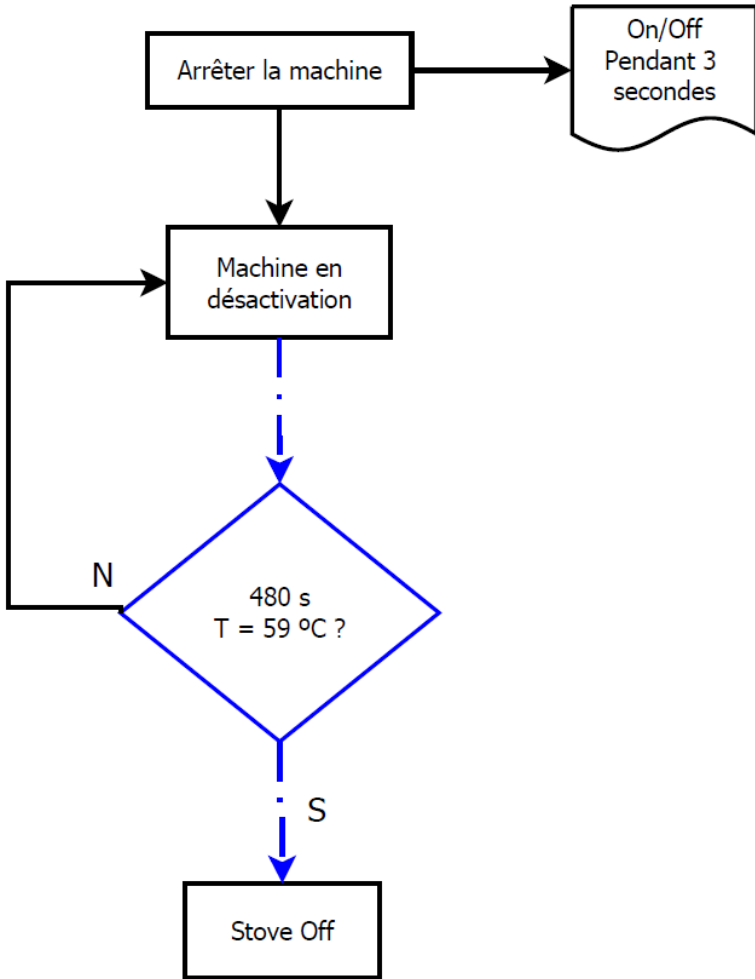 Arrêter la machine
On/Off
Pendant 3
secondes
Machine en
désactivation
N
480 s
T = 59 ºC ?
S
Stove Off